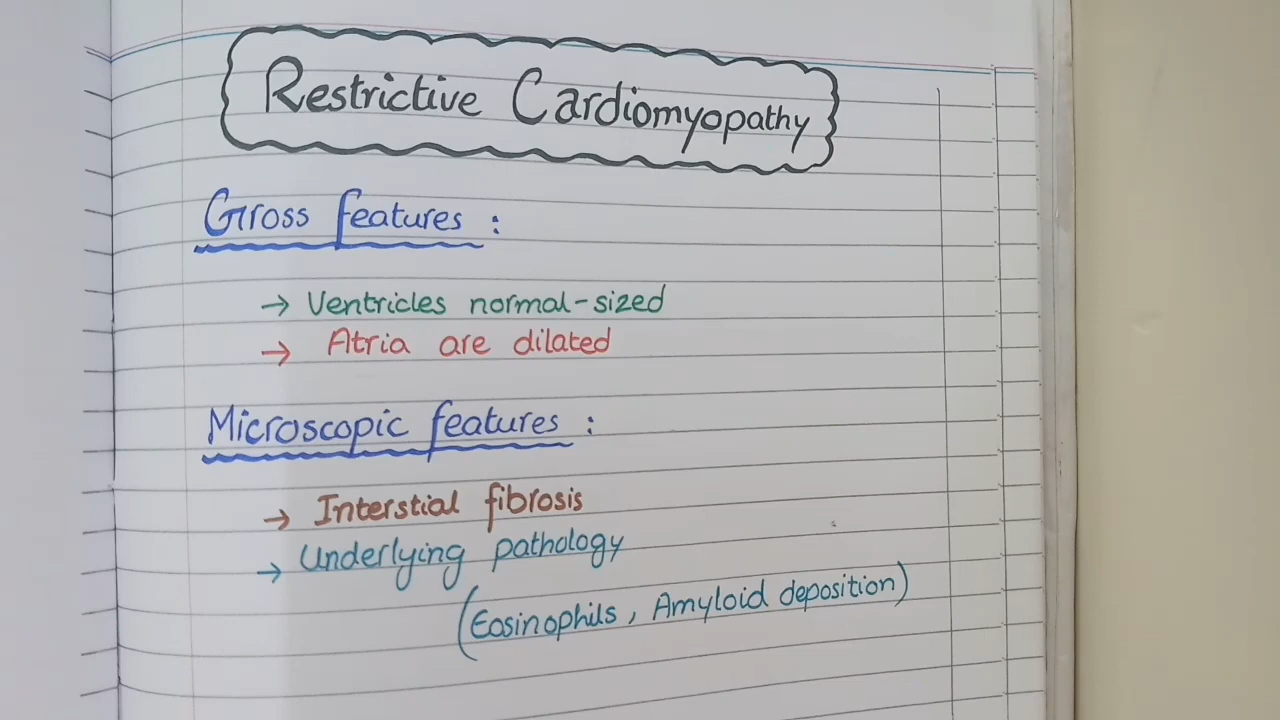 Restrictive Cardiomyopathy
Gross features :
→ Ventricles normal-sized
→ Atria are dilated
Microscopic features :
→ Interstial fibrosis
→ Underlying pathology
(Eosinophils, Amyloid deposition)